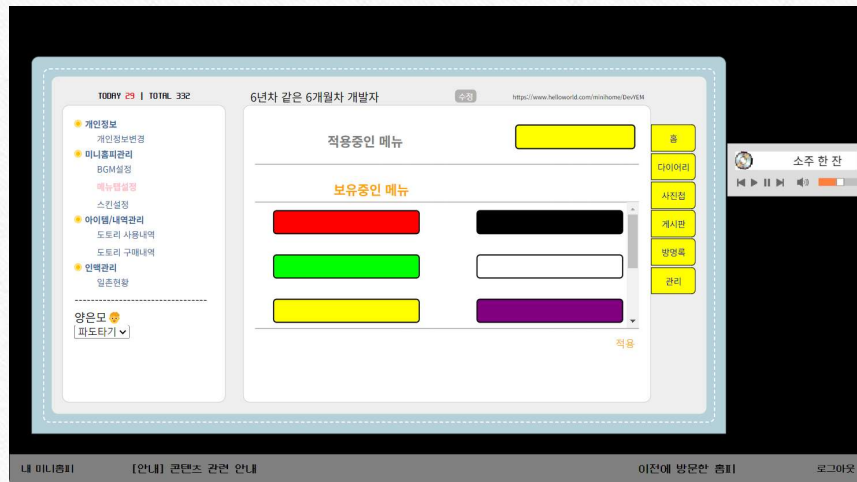 TODAY 29 | TOTAL 332
6년차 같은 6개월차 개발자
수정
https://www.helloworld.com/minihome/DevYEM
개인정보
개인정보변경
미니홈피관리
BGM설정
메뉴탭설정
스킨설정
아이템/내역관리
도토리 사용내역
도토리 구매내역
인맥관리
일촌현황
양은모
파도타기
적용중인 메뉴
보유중인 메뉴
적용
홈
다이어리
사진첩
게시판
방명록
관리
소주 한 잔
내 미니홈피
[안내] 콘텐츠 관련 안내
이전에 방문한 홈피
로그아웃